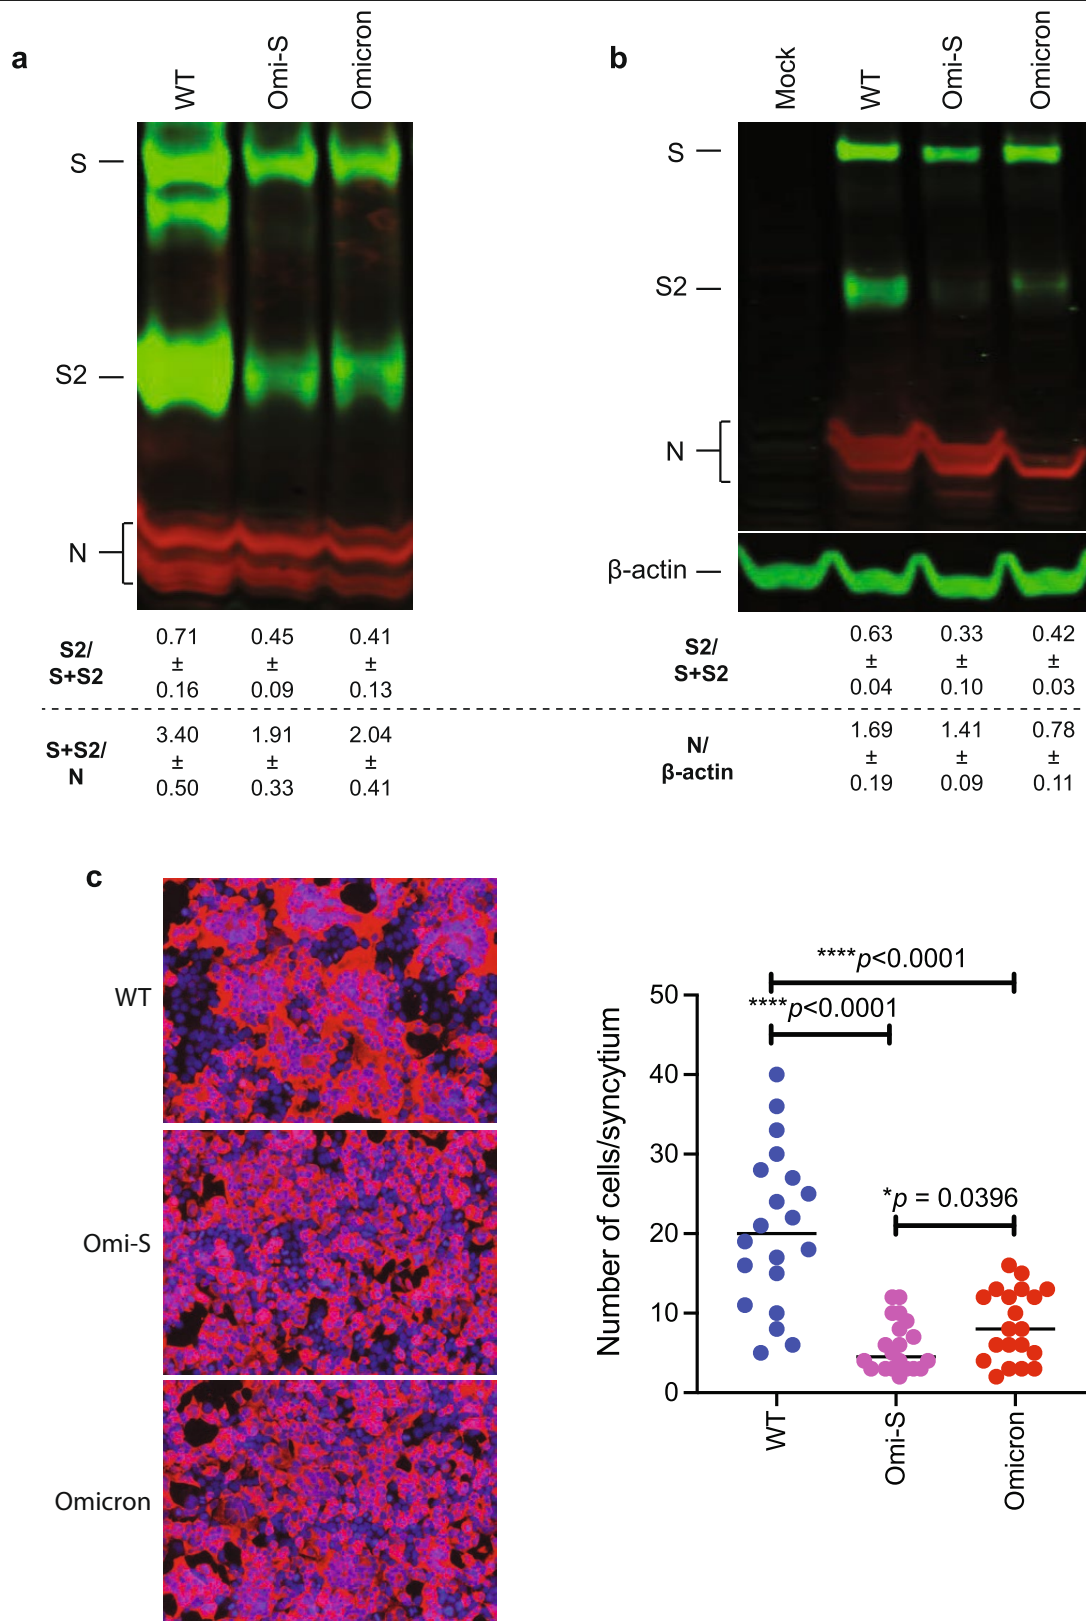 a
WT
Omi-S
Omicron
S
S2
N
S2/
S+S2
0.71
±
0.16
0.45
±
0.09
0.41
±
0.13
S+S2/
N
3.40
±
0.50
1.91
±
0.33
2.04
±
0.41
b
Mock
WT
Omi-S
Omicron
S
S2
N
β-actin
S2/
S+S2
0.63
±
0.04
0.33
±
0.10
0.42
±
0.03
N/
β-actin
1.69
±
0.19
1.41
±
0.09
0.78
±
0.11
c
WT
Omi-S
Omicron
Number of cells/syncytium
50
40
30
20
10
0
****p<0.0001
****p<0.0001
*p = 0.0396
WT
Omi-S
Omicron